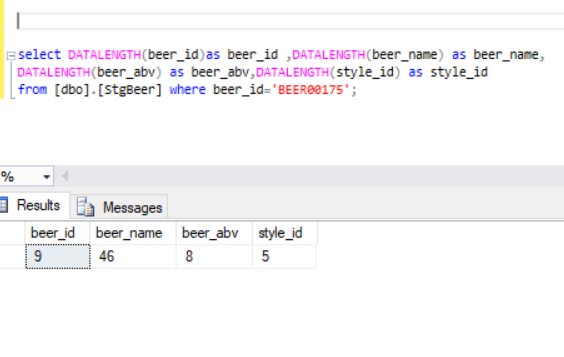 select DATALENGTH(beer_id)as beer_id ,DATALENGTH(beer_name) as beer_name,
DATALENGTH(beer_abv) as beer_abv,DATALENGTH(style_id) as style_id
from [dbo].[StgBeer] where beer_id='BEER00175';
%
Results Messages
beer_id beer_name beer_abv style_id
9 46 8 5